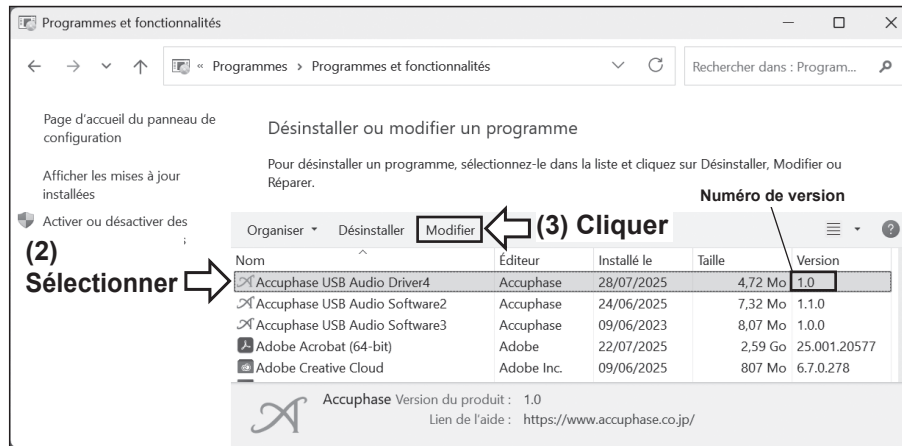 Programmes et fonctionnalités
« Programmes > Programmes et fonctionnalités
Rechercher dans : Program...
Page d'accueil du panneau de
configuration
Afficher les mises à jour
installées
Activer ou désactiver des
(2)
Sélectionner
Désinstaller ou modifier un programme
Pour désinstaller un programme, sélectionnez-le dans la liste et cliquez sur Désinstaller, Modifier ou
Réparer.
Numéro de version
Organiser Désinstaller Modifier (3) Cliquer
Nom Éditeur Installé le Taille Version
Accuphase USB Audio Driver4 Accuphase 28/07/2025 4,72 Mo 1.0
Accuphase USB Audio Software2 Accuphase 24/06/2025 7,32 Mo 1.1.0
Accuphase USB Audio Software3 Accuphase 09/06/2023 8,07 Mo 1.0.0
Adobe Acrobat (64-bit) Adobe 22/07/2025 2,59 Go 25.001.20577
Adobe Creative Cloud Adobe Inc. 09/06/2025 807 Mo 6.7.0.278
Accuphase Version du produit : 1.0
Lien de l'aide : https://www.accuphase.co.jp/